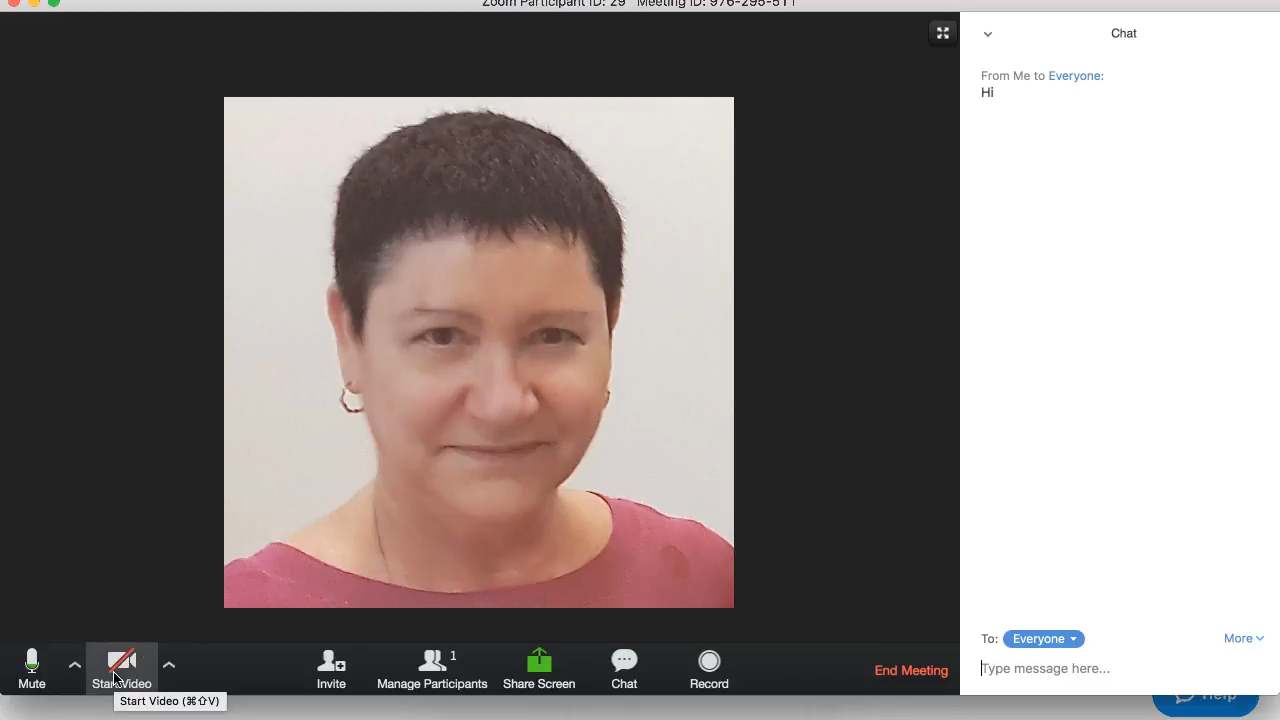 Zoom Participant ID: 29 Meeting ID: 976-295-511
Chat
From Me to Everyone:
Hi
To: Everyone
More
Type message here...
Mute
Start Video
Invite
1
Manage Participants
Share Screen
Chat
Record
End Meeting
Start Video (⌘⇧V)
Help